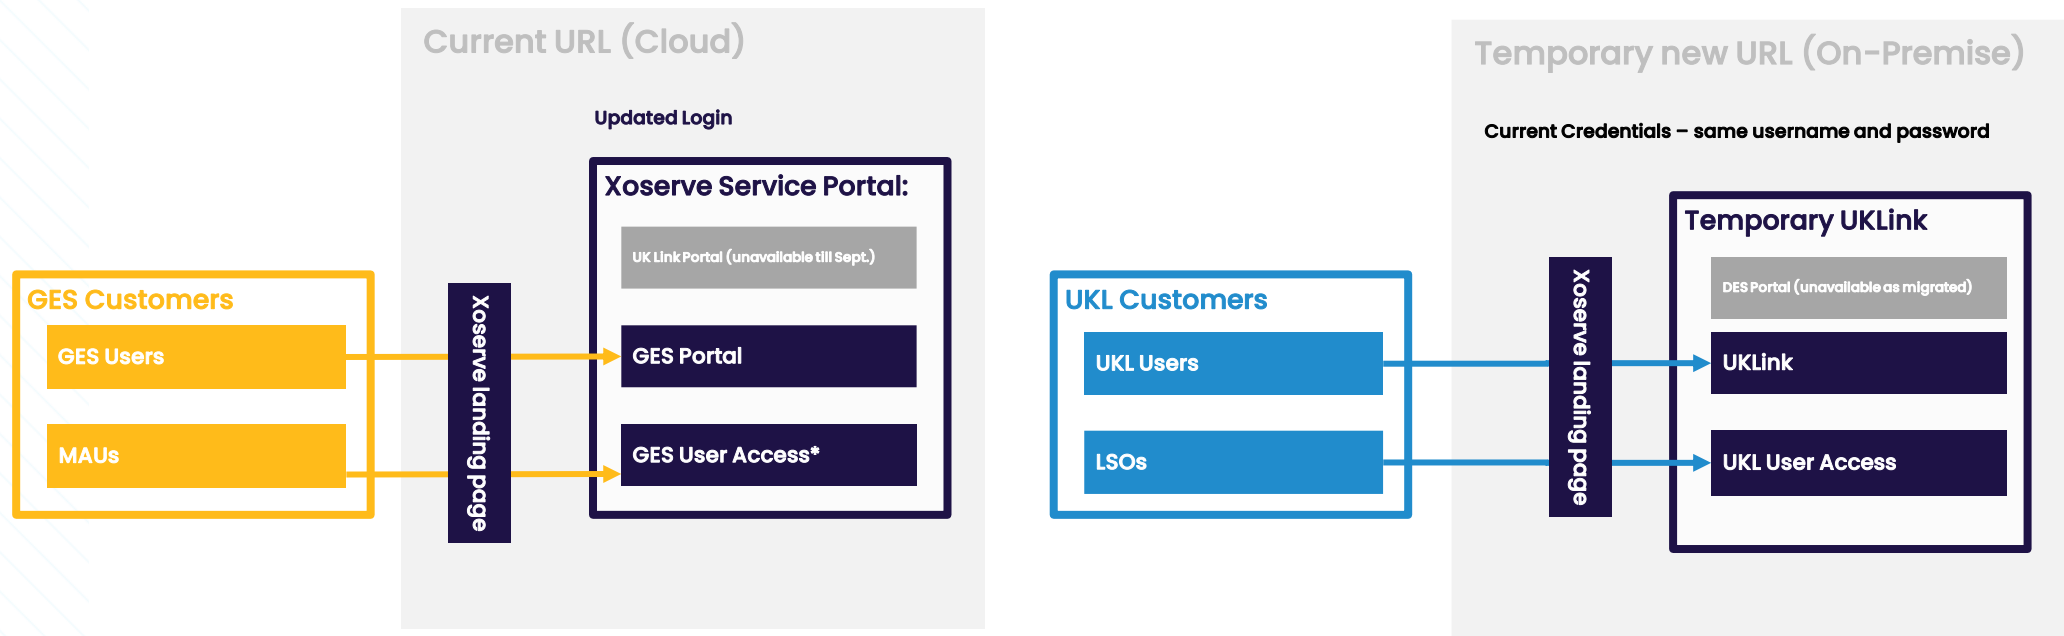 Current URL (Cloud)
Updated Login
Xoserve Service Portal:
UK Link Portal (unavailable till Sept.)
GES Customers
GES Users
MAUs
Xoserve landing page
GES Portal
GES User Access*
Temporary new URL (On-Premise)
Current Credentials – same username and password
Temporary UKLink
DES Portal (unavailable as migrated)
UKL Customers
UKL Users
LSOs
Xoserve landing page
UKLink
UKL User Access